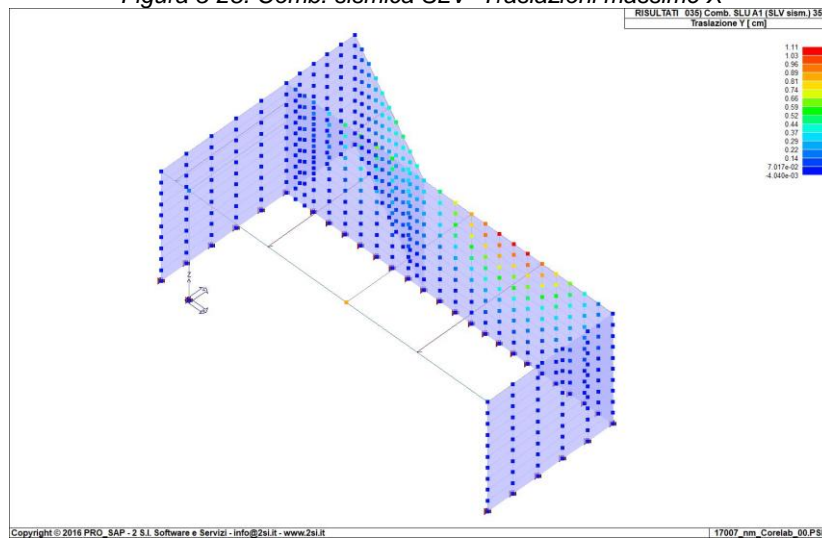 Figura 8 28. Comb. sismica SLV- Traslazioni massime X
RISULTATI 035) Comb. SLU A1 (SLV sism.) 35
Traslazione Y [ cm]
1.11
1.03
0.96
0.89
0.81
0.74
0.66
0.59
0.52
0.44
0.37
0.29
0.22
0.14
7.017e-02
-4.040e-03
Z
Copyright © 2016 PRO_SAP - 2 S.I. Software e Servizi - info@2si.it - www.2si.it
17007_nm_Corelab_00.PS